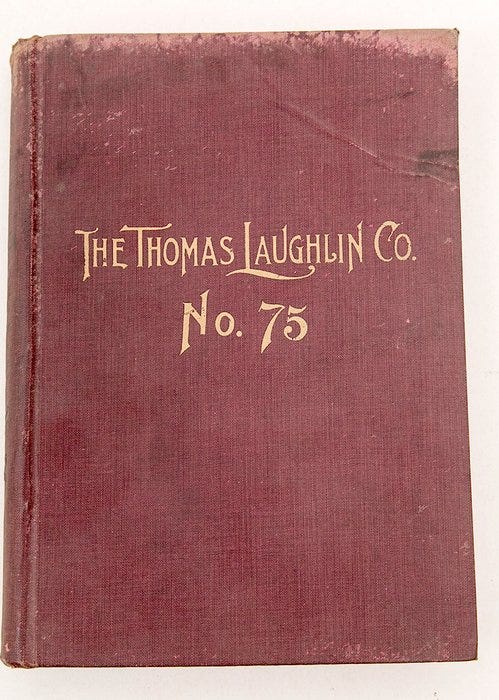 THE THOMAS LAUGHLIN CO.
No. 75